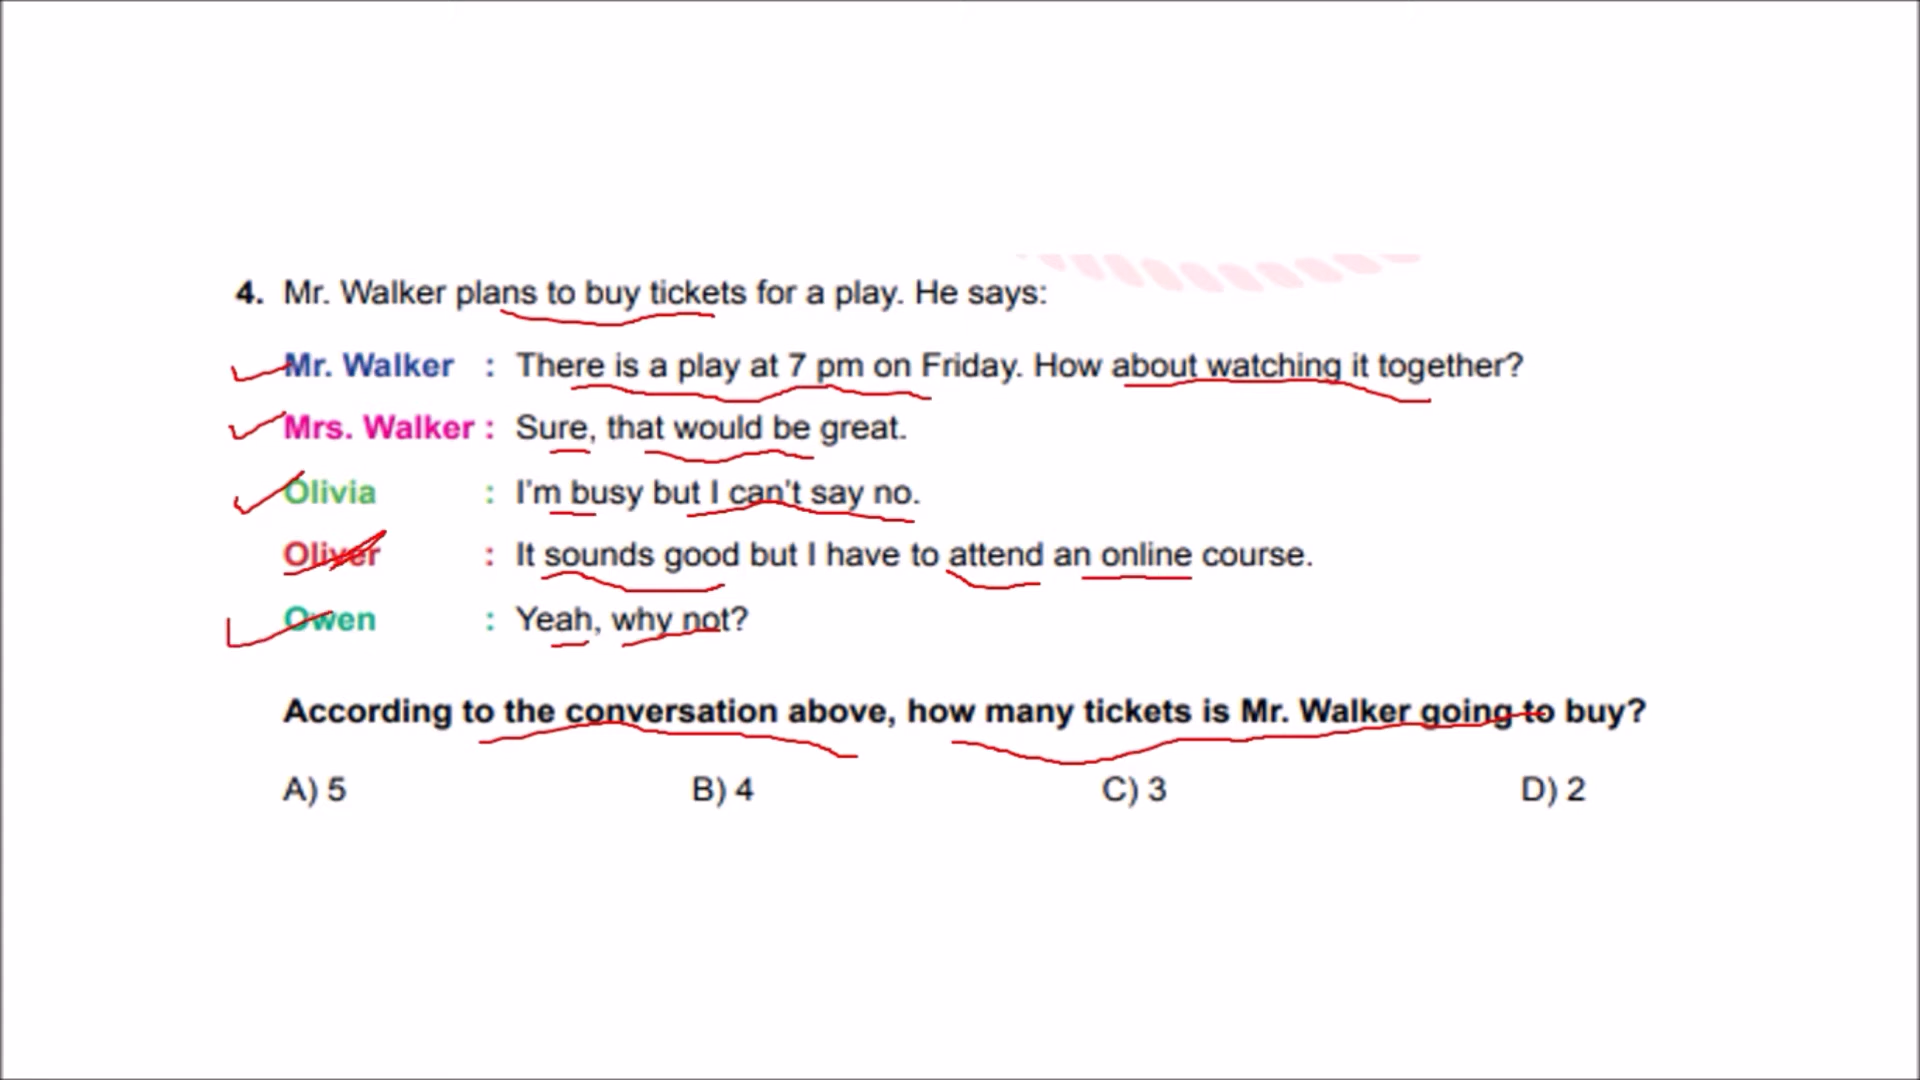 4. Mr. Walker plans to buy tickets for a play. He says:
Mr. Walker : There is a play at 7 pm on Friday. How about watching it together?
Mrs. Walker : Sure, that would be great.
Olivia : I'm busy but I can't say no.
Oliver : It sounds good but I have to attend an online course.
Owen : Yeah, why not?
According to the conversation above, how many tickets is Mr. Walker going to buy?
A) 5 B) 4 C) 3 D) 2